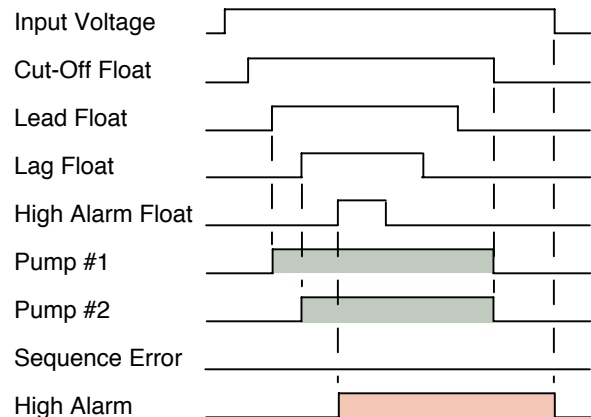 Input Voltage
Cut-Off Float
Lead Float
Lag Float
High Alarm Float
Pump #1
Pump #2
Sequence Error
High Alarm